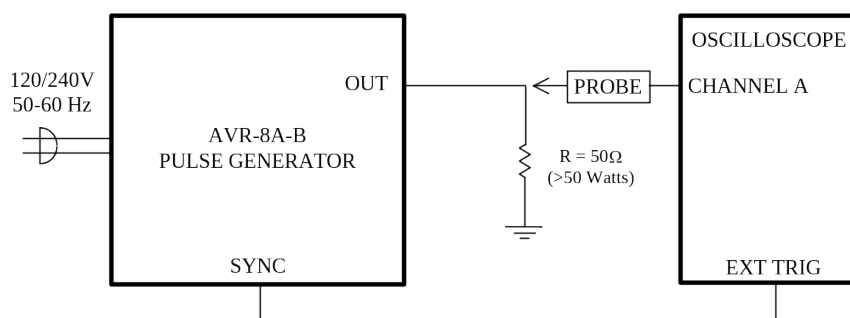 120/240V
50-60 Hz
OUT
AVR-8A-B
PULSE GENERATOR
SYNC
R = 50Ω
(>50 Watts)
PROBE
OSCILLOSCOPE
CHANNEL A
EXT TRIG